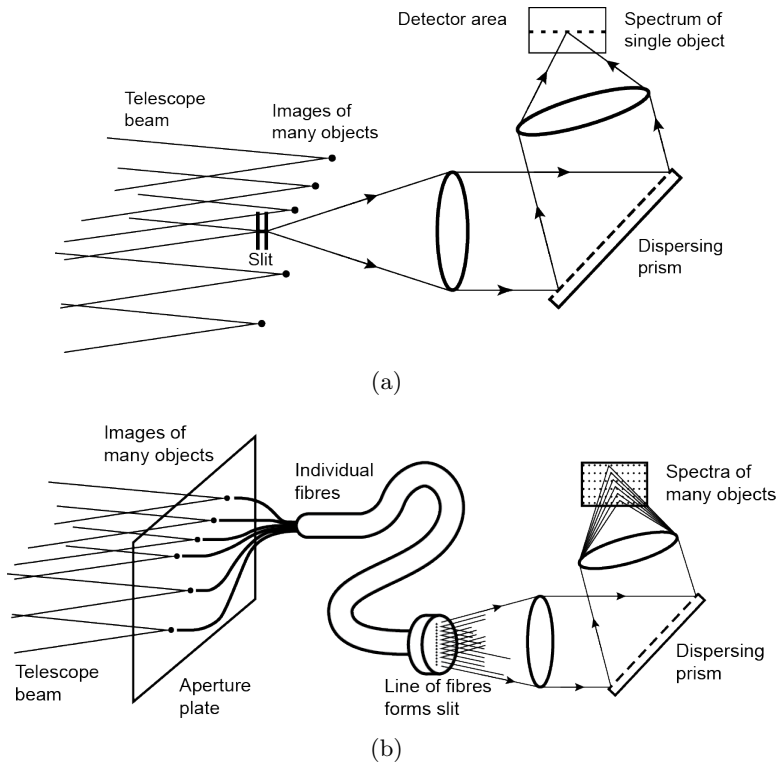 Detector area
Spectrum of
single object
Telescope
beam
Images of
many objects
Slit
Dispersing
prism
(a)
Images of
many objects
Individual
fibres
Spectra of
many objects
Telescope
beam
Aperture
plate
Line of fibres
forms slit
Dispersing
prism
(b)